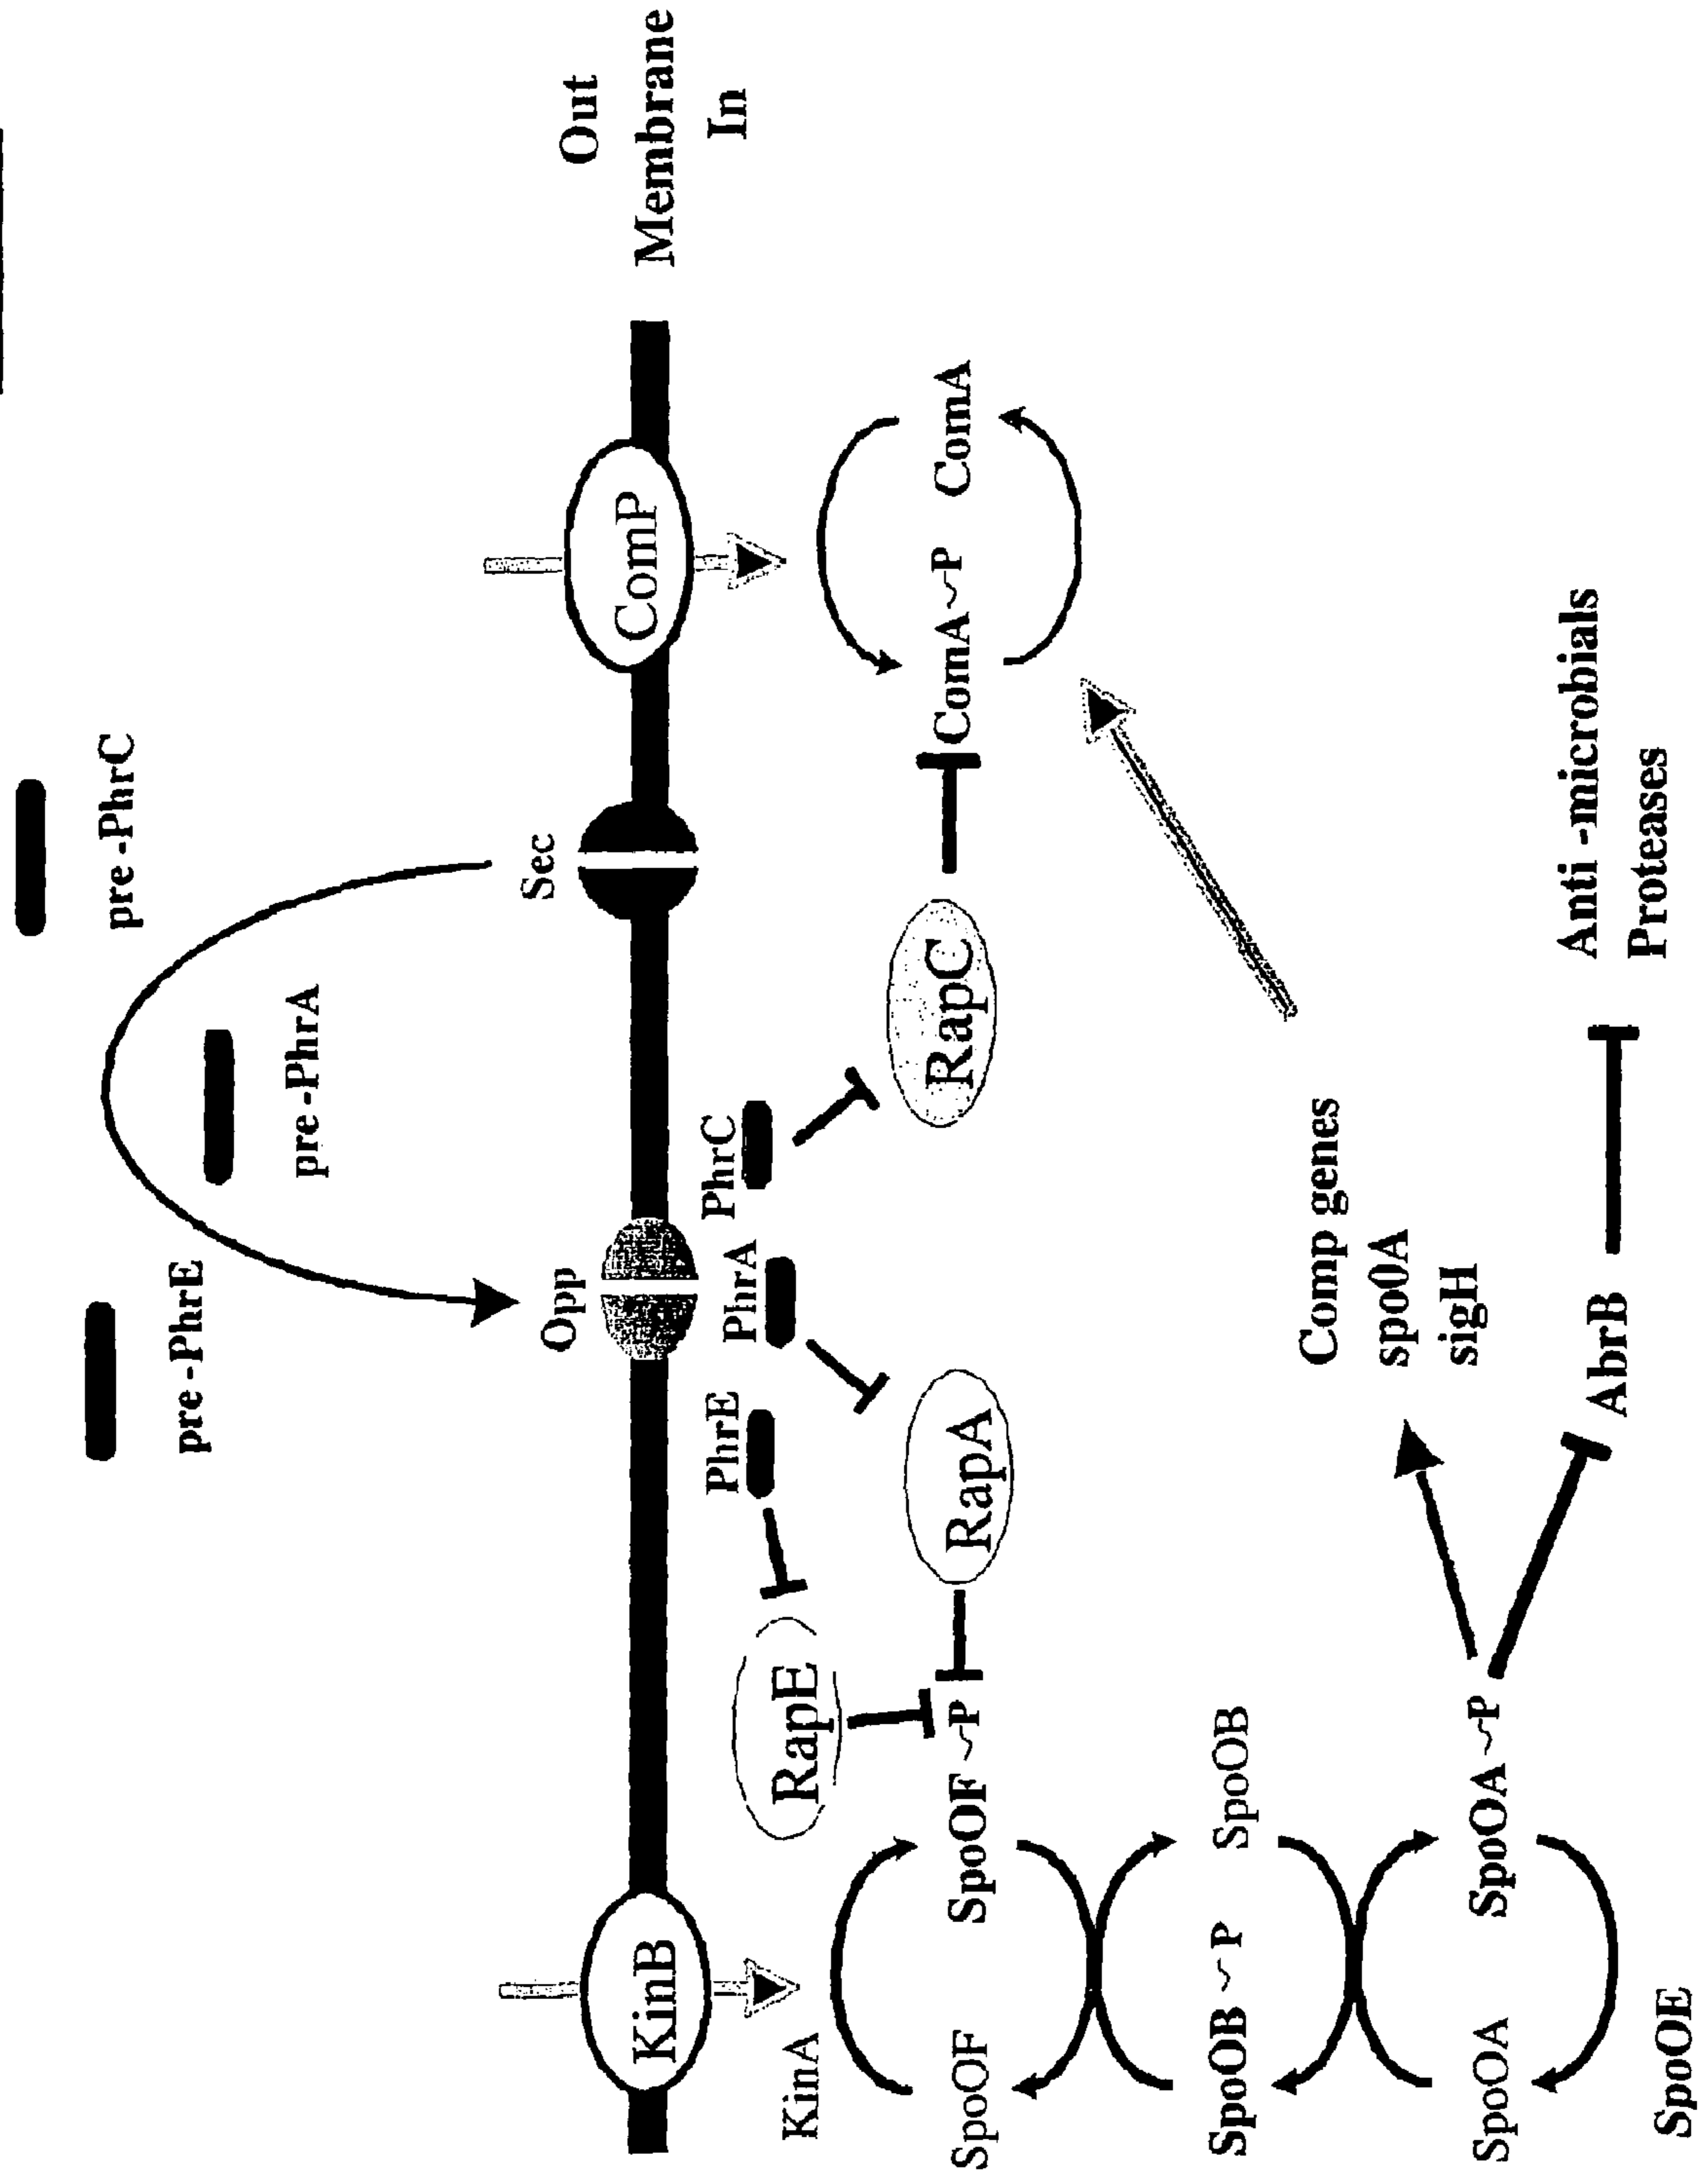 pre-PhrE
pre-PhrA
pre-PhrC
Opp
Sec
Out
Membrane
In
KinB
ComP
KinA
PhrE
PhrA
PhrC
RapE
RapA
RapC
SpoOF
SpoOF~P
ComA~P
ComA
SpoOB~P
SpoOB
Comp genes
spo0A
sigH
SpoOA
SpoOA~P
AbrB
Anti-microbials
Proteases
SpoOE